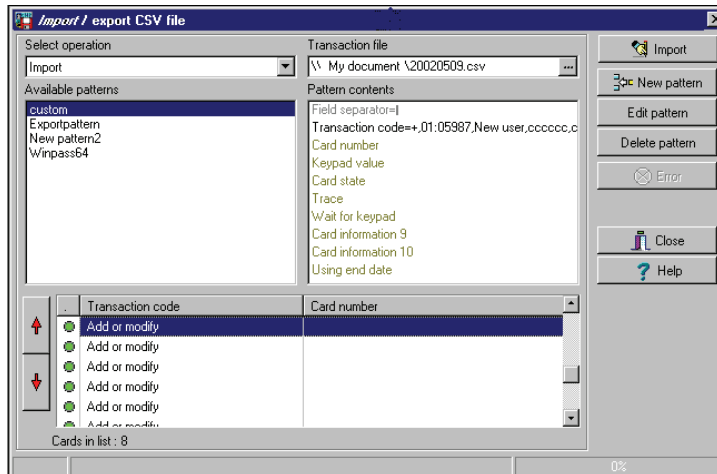 Import / export CSV file
Select operation
Transaction file
Import
Import
\\ My document \20020509.csv
...
New pattern
Available patterns
Pattern contents
custom
Exportpattern
New pattern2
Winpass64
Field separator=|
Transaction code=+,01:05987,New user,cccccc,c
Card number
Keypad value
Card state
Trace
Wait for keypad
Card information 9
Card information 10
Using end date
Edit pattern
Delete pattern
Error
Close
Help
. Transaction code Card number
Add or modify
Add or modify
Add or modify
Add or modify
Add or modify
Add or modify
Cards in list : 8
0%